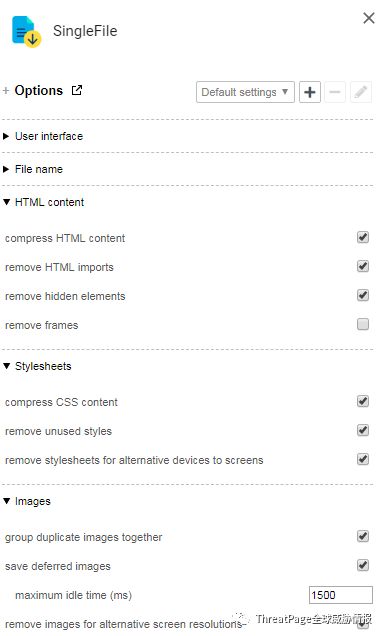 SingleFile
Options
Default settings
User interface
File name
HTML content
compress HTML content
remove HTML imports
remove hidden elements
remove frames
Stylesheets
compress CSS content
remove unused styles
remove stylesheets for alternative devices to screens
Images
group duplicate images together
save deferred images
maximum idle time (ms) 1500
remove images for alternative screen resolutions
ThreatPage全球威胁情报